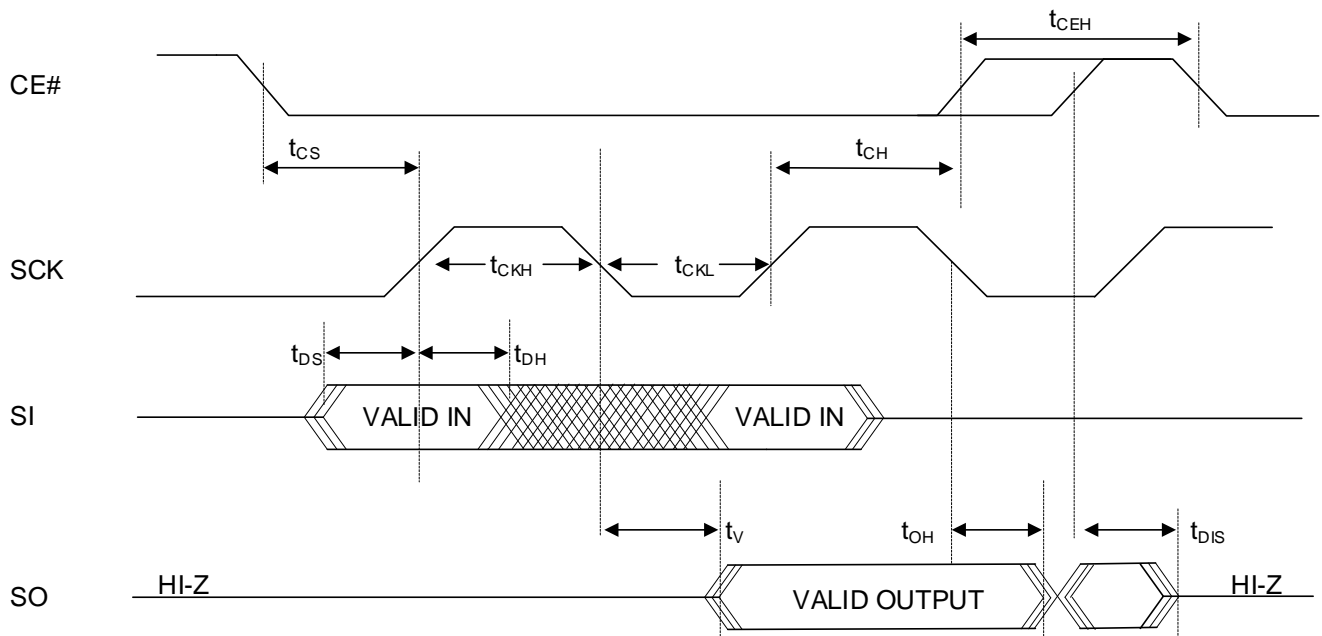 tCEH
CE#
tCS
tCH
SCK
tCKH
tCKL
tDS
tDH
SI
VALID IN
VALID IN
tV
tOH
tDIS
SO
HI-Z
VALID OUTPUT
HI-Z